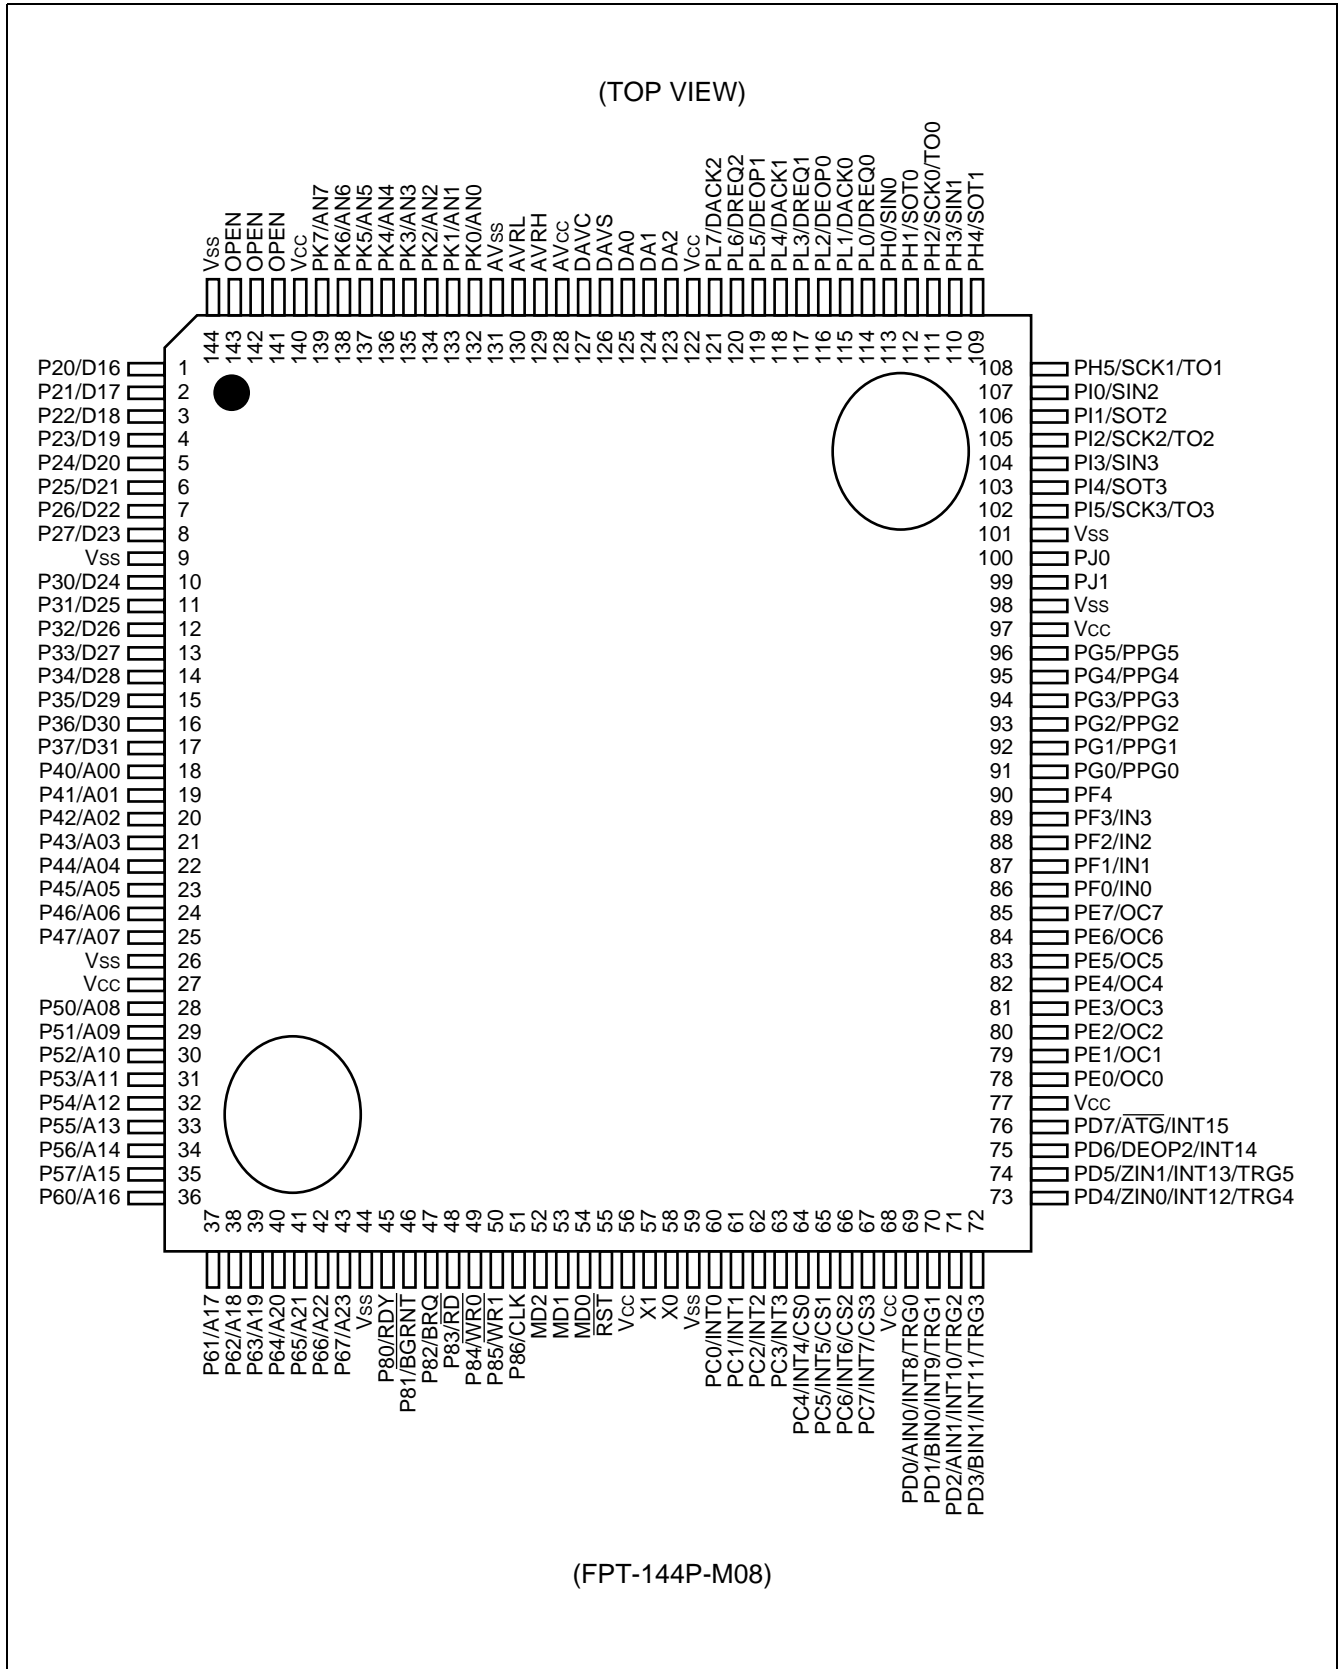 (TOP VIEW)
VSS
OPEN
OPEN
OPEN
VCC
PK7/AN7
PK6/AN6
PK5/AN5
PK4/AN4
PK3/AN3
PK2/AN2
PK1/AN1
PK0/AN0
AVSS
AVRL
AVRH
AVCC
DAVC
DAVS
DA0
DA1
DA2
VCC
PL7/DACK2
PL6/DREQ2
PL5/DEOP1
PL4/DACK1
PL3/DREQ1
PL2/DEOP0
PL1/DACK0
PL0/DREQ0
PH0/SIN0
PH1/SOT0
PH2/SCK0/TO0
PH3/SIN1
PH4/SOT1
144
143
142
141
140
139
138
137
136
135
134
133
132
131
130
129
128
127
126
125
124
123
122
121
120
119
118
117
116
115
114
113
112
111
110
109
P20/D16 1
P21/D17 2
P22/D18 3
P23/D19 4
P24/D20 5
P25/D21 6
P26/D22 7
P27/D23 8
VSS 9
P30/D24 10
P31/D25 11
P32/D26 12
P33/D27 13
P34/D28 14
P35/D29 15
P36/D30 16
P37/D31 17
P40/A00 18
P41/A01 19
P42/A02 20
P43/A03 21
P44/A04 22
P45/A05 23
P46/A06 24
P47/A07 25
VSS 26
VCC 27
P50/A08 28
P51/A09 29
P52/A10 30
P53/A11 31
P54/A12 32
P55/A13 33
P56/A14 34
P57/A15 35
P60/A16 36
108 PH5/SCK1/TO1
107 PI0/SIN2
106 PI1/SOT2
105 PI2/SCK2/TO2
104 PI3/SIN3
103 PI4/SOT3
102 PI5/SCK3/TO3
101 VSS
100 PJ0
99 PJ1
98 VSS
97 VCC
96 PG5/PPG5
95 PG4/PPG4
94 PG3/PPG3
93 PG2/PPG2
92 PG1/PPG1
91 PG0/PPG0
90 PF4
89 PF3/IN3
88 PF2/IN2
87 PF1/IN1
86 PF0/IN0
85 PE7/OC7
84 PE6/OC6
83 PE5/OC5
82 PE4/OC4
81 PE3/OC3
80 PE2/OC2
79 PE1/OC1
78 PE0/OC0
77 VCC
76 PD7/ATG/INT15
75 PD6/DEOP2/INT14
74 PD5/ZIN1/INT13/TRG5
73 PD4/ZIN0/INT12/TRG4
37
38
39
40
41
42
43
44
45
46
47
48
49
50
51
52
53
54
55
56
57
58
59
60
61
62
63
64
65
66
67
68
69
70
71
72
P61/A17
P62/A18
P63/A19
P64/A20
P65/A21
P66/A22
P67/A23
VSS
P80/RDY
P81/BGRNT
P82/BRQ
P83/RD
P84/WR0
P85/WR1
P86/CLK
MD2
MD1
MD0
RST
VCC
X1
X0
VSS
PC0/INT0
PC1/INT1
PC2/INT2
PC3/INT3
PC4/INT4/CS0
PC5/INT5/CS1
PC6/INT6/CS2
PC7/INT7/CS3
VCC
PD0/AIN0/INT8/TRG0
PD1/BIN0/INT9/TRG1
PD2/AIN1/INT10/TRG2
PD3/BIN1/INT11/TRG3
(FPT-144P-M08)